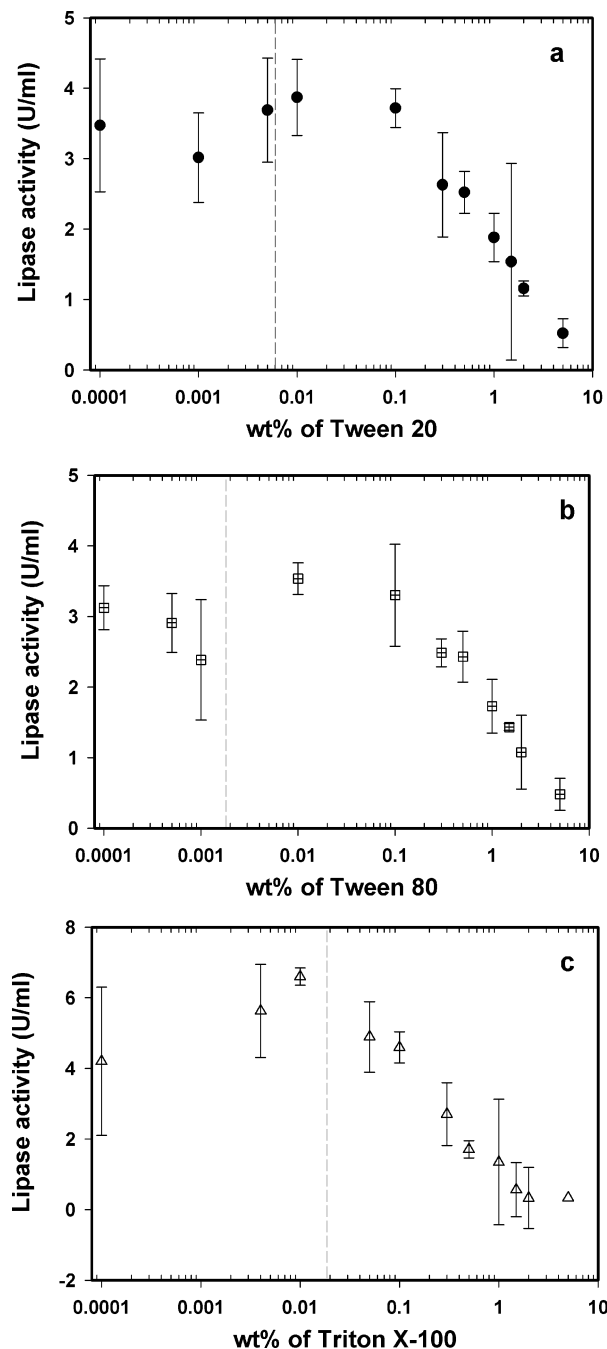 a
Lipase activity (U/ml)
5
4
3
2
1
0
0.0001 0.001 0.01 0.1 1 10
wt% of Tween 20
b
Lipase activity (U/ml)
5
4
3
2
1
0
0.0001 0.001 0.01 0.1 1 10
wt% of Tween 80
c
Lipase activity (U/ml)
8
6
4
2
0
-2
0.0001 0.001 0.01 0.1 1 10
wt% of Triton X-100